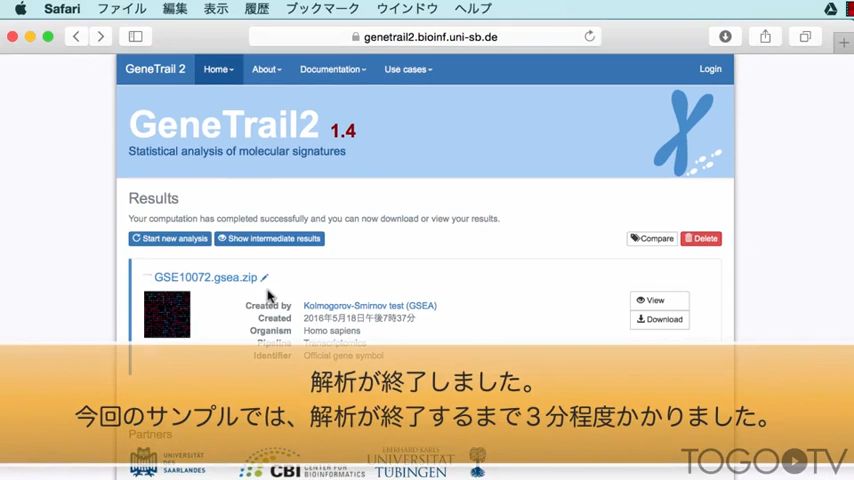 Safari ファイル 編集 表示 履歴 ブックマーク ウインドウ ヘルプ
genetrail2.bioinf.uni-sb.de
GeneTrail 2 Home About Documentation Use cases Login
GeneTrail2 1.4
Statistical analysis of molecular signatures
Results
Your computation has completed successfully and you can now download or view your results.
Start new analysis Show intermediate results Compare Delete
GSE10072.gsea.zip
Created by Kolmogorov-Smirnov test (GSEA) View
Created 2016年5月18日午後7時37分 Download
Organism Homo sapiens
Pipeline Transcriptomics
Identifier Official gene symbol
解析が終了しました。
今回のサンプルでは、解析が終了するまで３分程度かかりました。
Partners
UNIVERSITÄT DES SAARLANDES
CBI CENTER FOR BIOINFORMATICS
EBERHARD KARLS UNIVERSITÄT TÜBINGEN
TOGO TV